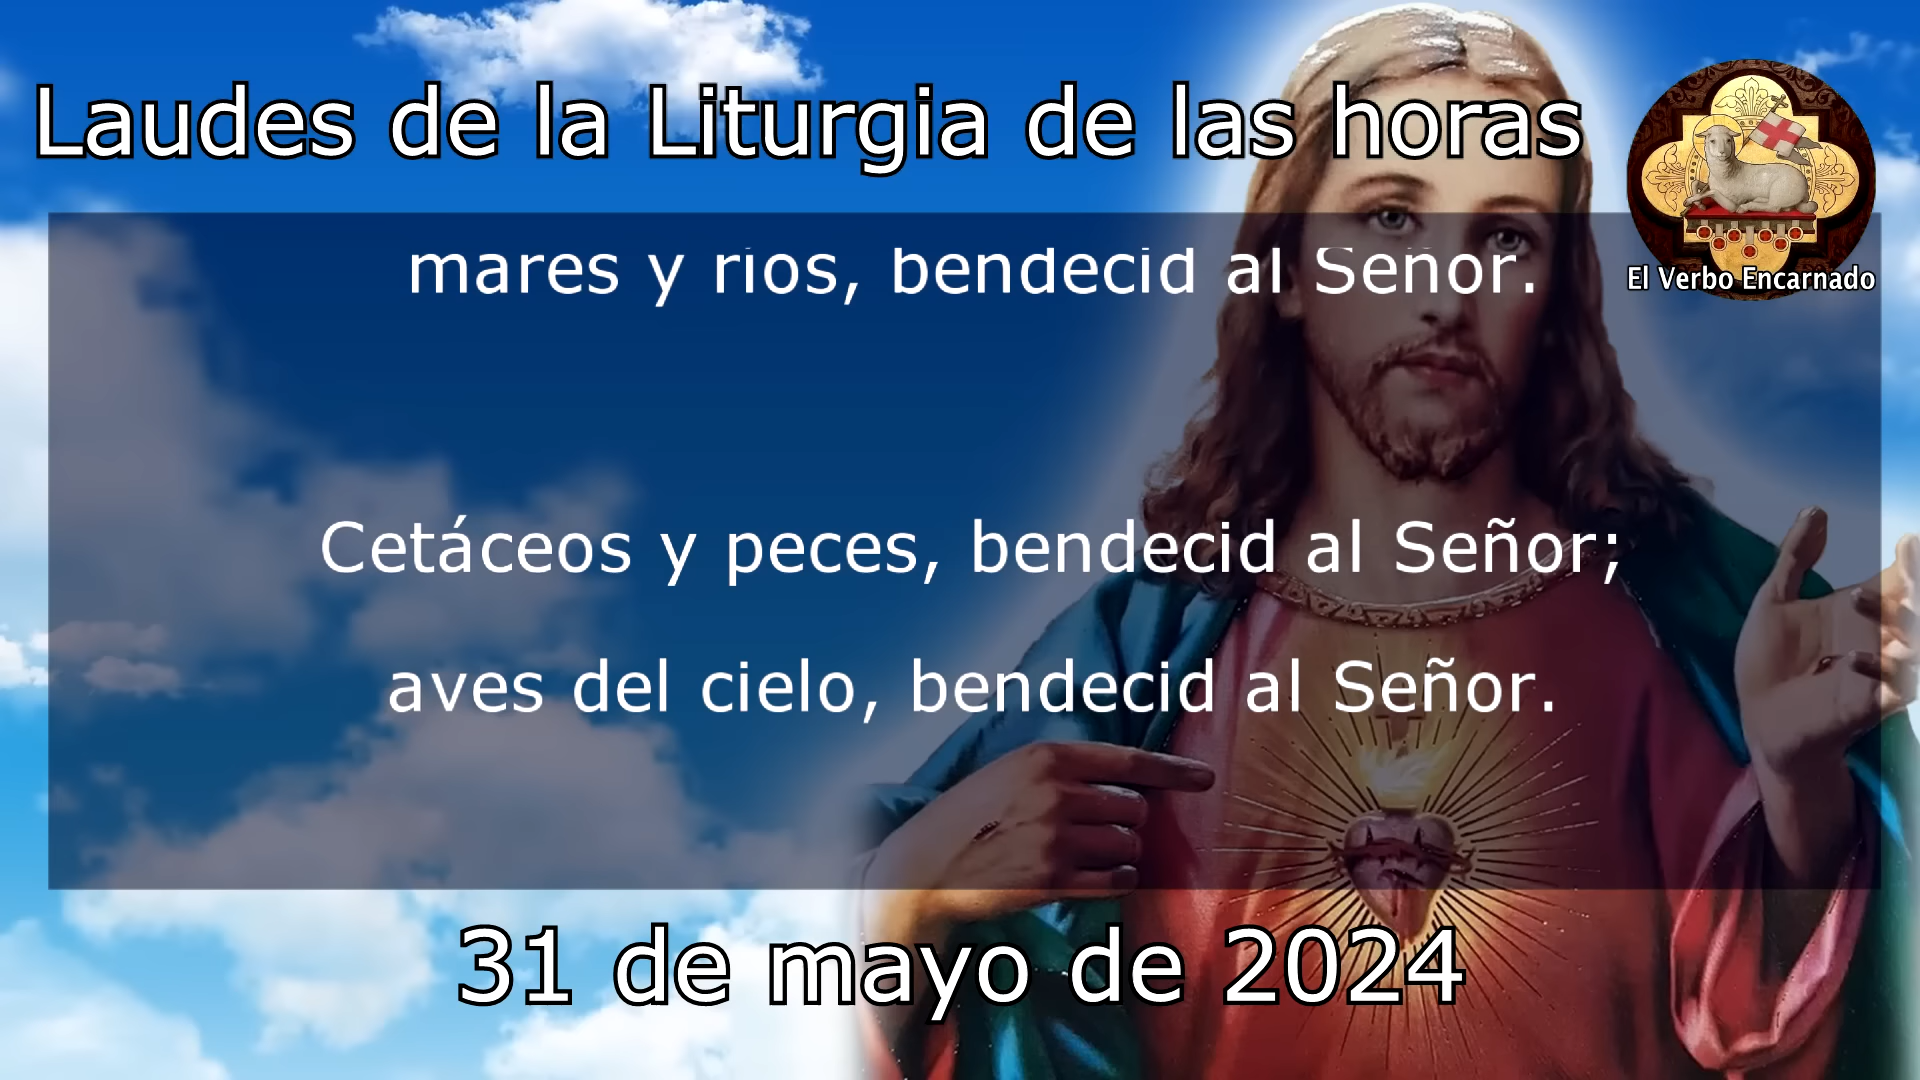 Laudes de la Liturgia de las horas
El Verbo Encarnado
mares y ríos, bendecid al Señor.
Cetáceos y peces, bendecid al Señor;
aves del cielo, bendecid al Señor.
31 de mayo de 2024